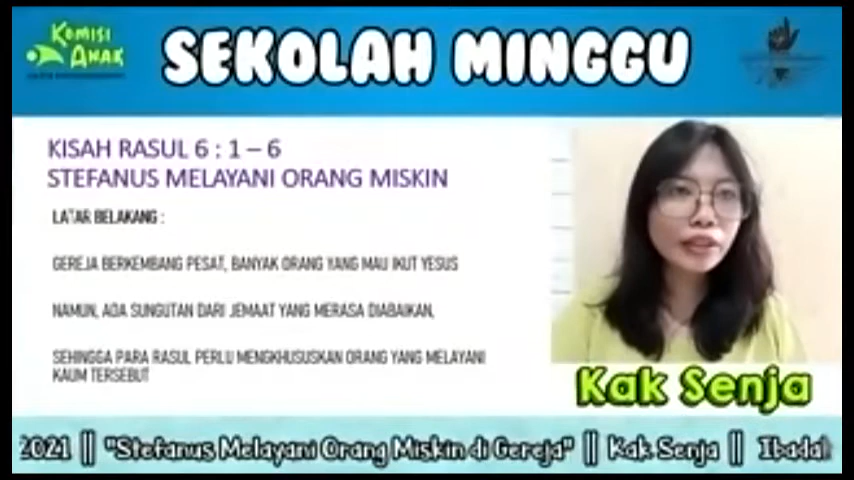 KOMISI
ANAK
SEKOLAH MINGGU
KISAH RASUL 6 : 1 – 6
STEFANUS MELAYANI ORANG MISKIN
LATAR BELAKANG :
GEREJA BERKEMBANG PESAT, BANYAK ORANG YANG MAU IKUT YESUS
NAMUN, ADA SUNGUTAN DARI JEMAAT YANG MERASA DIABAIKAN,
SEHINGGA PARA RASUL PERLU MENGKHUSUSKAN ORANG YANG MELAYANI
KAUM TERSEBUT
Kak Senja
2021 || "Stefanus Melayani Orang Miskin di Gereja" || Kak Senja ||